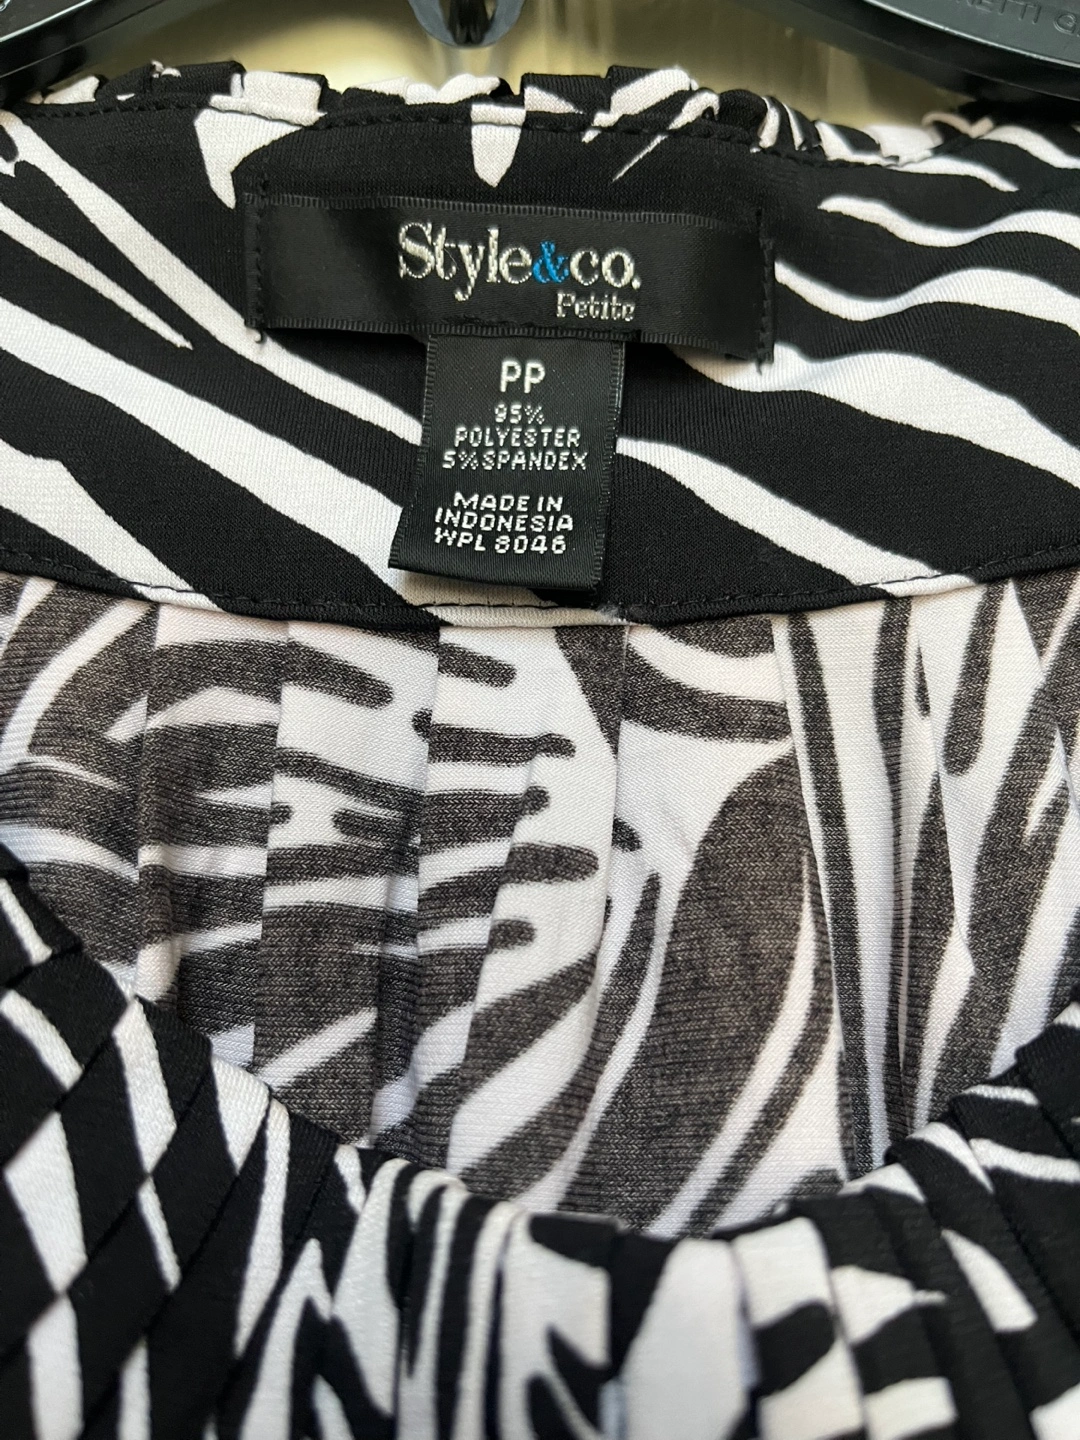 Style&co.
Petite
PP
95%
POLYESTER
5%SPANDEX
MADE IN
INDONESIA
WPL 8046